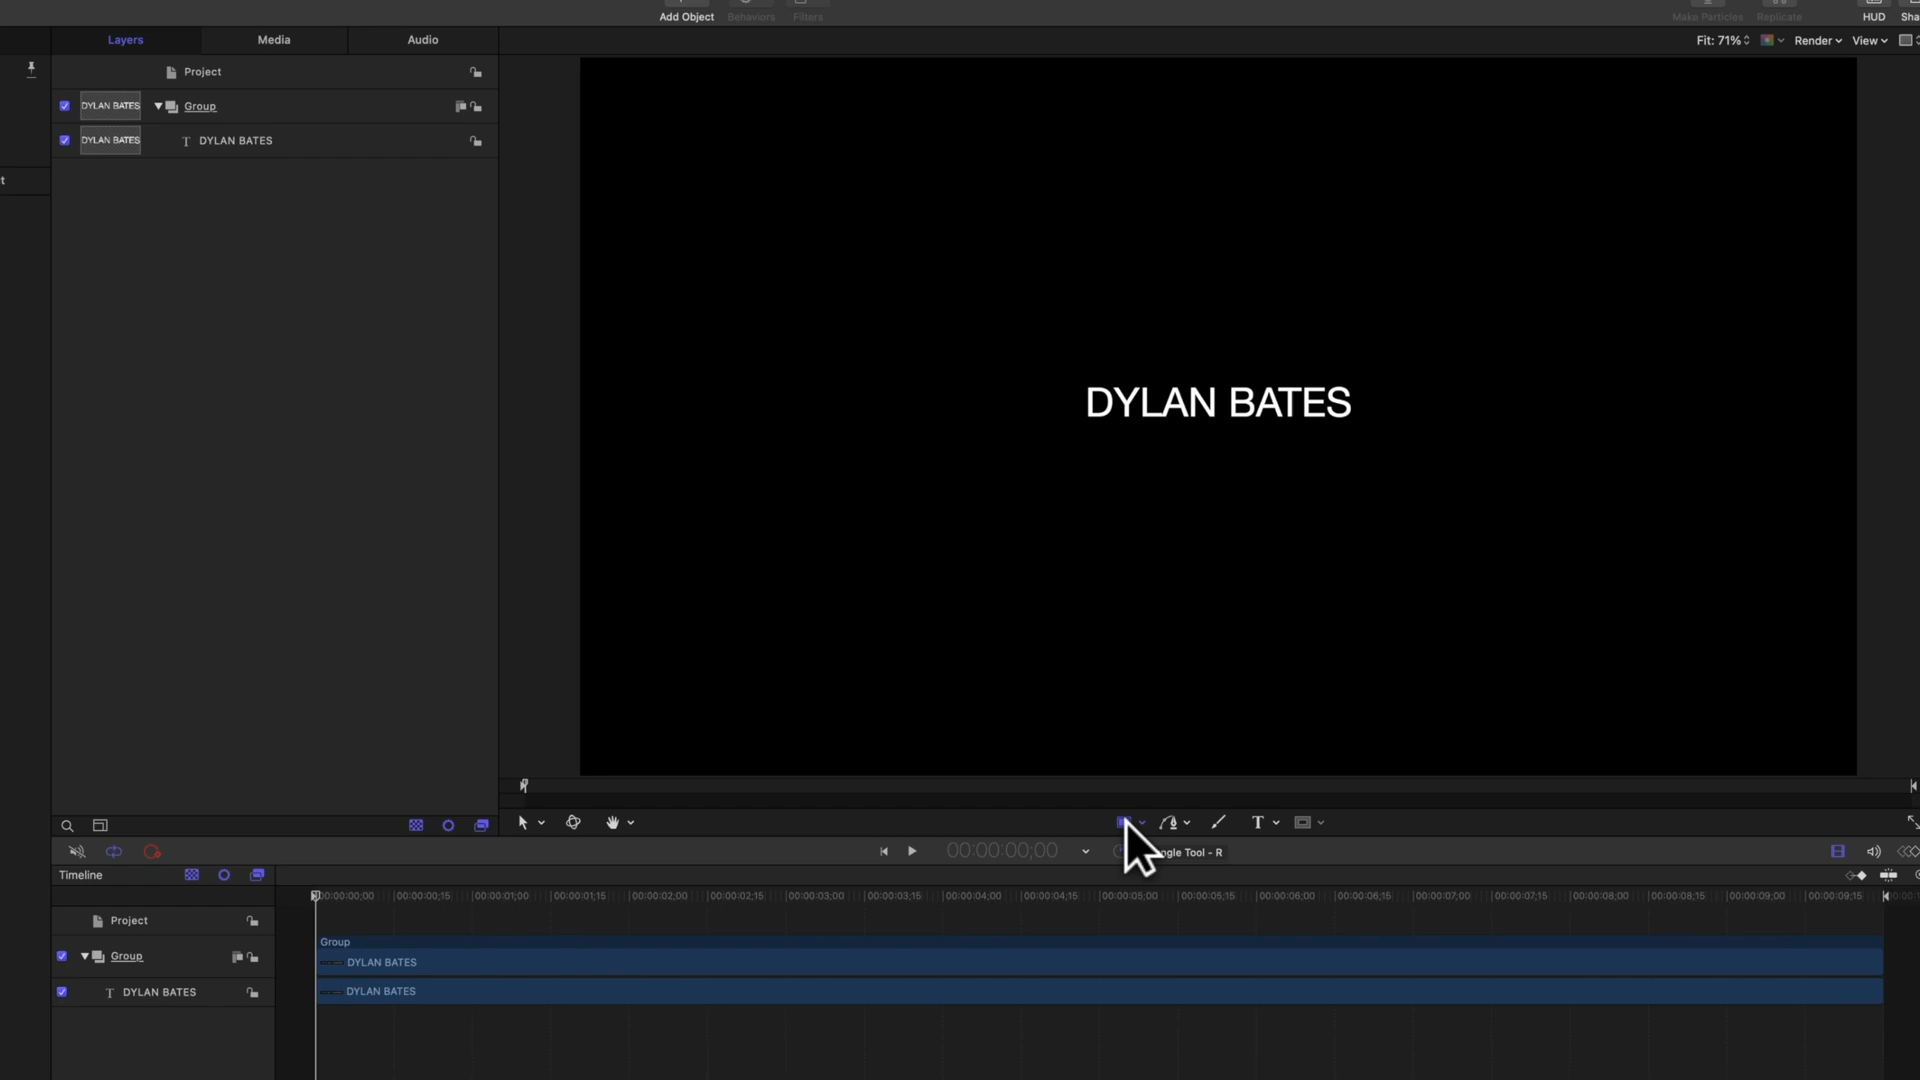 Add Object
Behaviors
Filters
Make Particles
Replicate
HUD
Sha
Layers
Media
Audio
Fit: 71%
Render
View
Project
DYLAN BATES
Group
DYLAN BATES
T DYLAN BATES
t
DYLAN BATES
T
00:00:00;00
ngle Tool - R
Timeline
00:00:00;00
00:00:00;15
00:00:01;00
00:00:01;15
00:00:02;00
00:00:02;15
00:00:03;00
00:00:03;15
00:00:04;00
00:00:04;15
00:00:05;00
00:00:05;15
00:00:06;00
00:00:06;15
00:00:07;00
00:00:07;15
00:00:08;00
00:00:08;15
00:00:09;00
00:00:09;15
Project
Group
Group
DYLAN BATES
T DYLAN BATES
DYLAN BATES